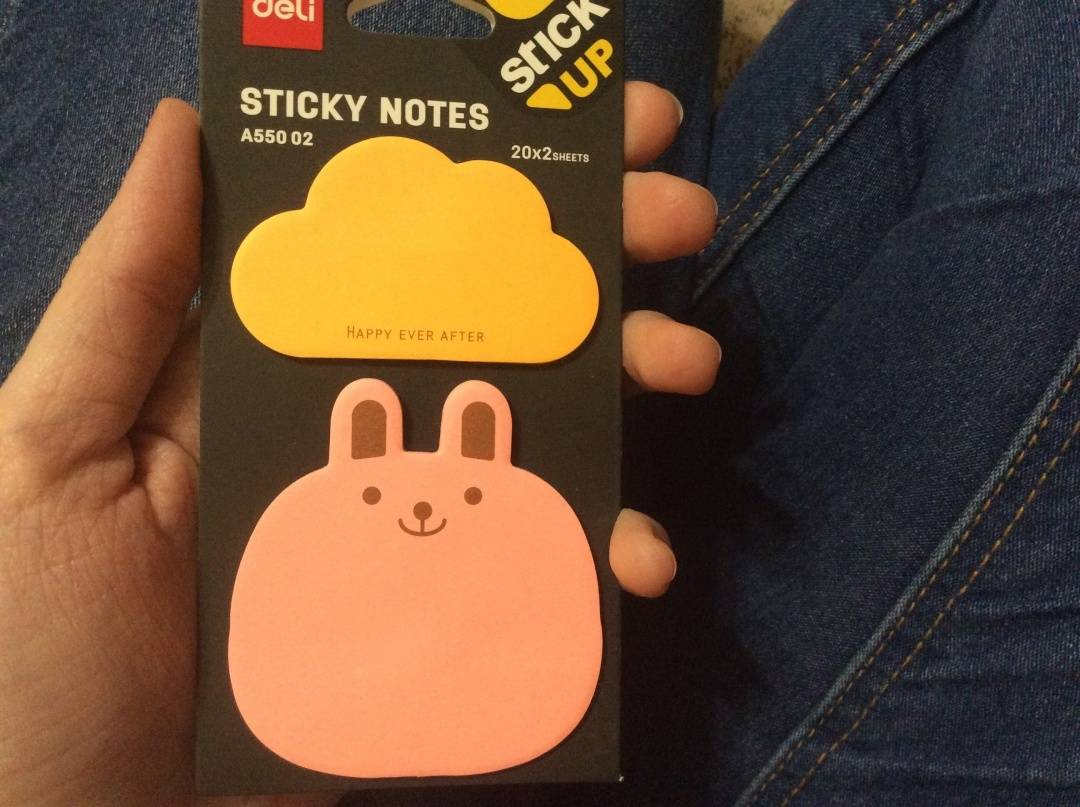 deli
STICK
UP
STICKY NOTES
A550 02
20x2SHEETS
HAPPY EVER AFTER